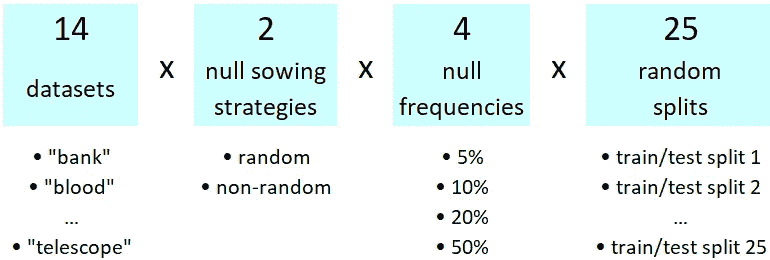 14
datasets
• "bank"
• "blood"
...
• "telescope"
x
2
null sowing
strategies
• random
• non-random
x
4
null
frequencies
• 5%
• 10%
• 20%
• 50%
x
25
random
splits
• train/test split 1
• train/test split 2
...
• train/test split 25